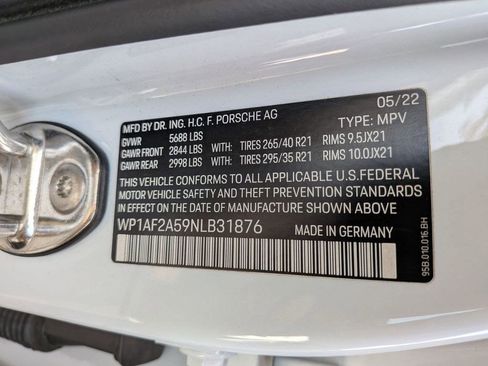 MFD BY DR. ING. H.C. F. PORSCHE AG 05/22
GVWR 5688 LBS TYPE: MPV
GAWR FRONT 2844 LBS WITH: TIRES 265/40 R21 RIMS 9.5JX21
GAWR REAR 2998 LBS WITH: TIRES 295/35 R21 RIMS 10.0JX21
THIS VEHICLE CONFORMS TO ALL APPLICABLE U.S.FEDERAL
MOTOR VEHICLE SAFETY AND THEFT PREVENTION STANDARDS
IN EFFECT ON THE DATE OF MANUFACTURE SHOWN ABOVE.
WP1AF2A59NLB31876 MADE IN GERMANY
95B.010.016.BH